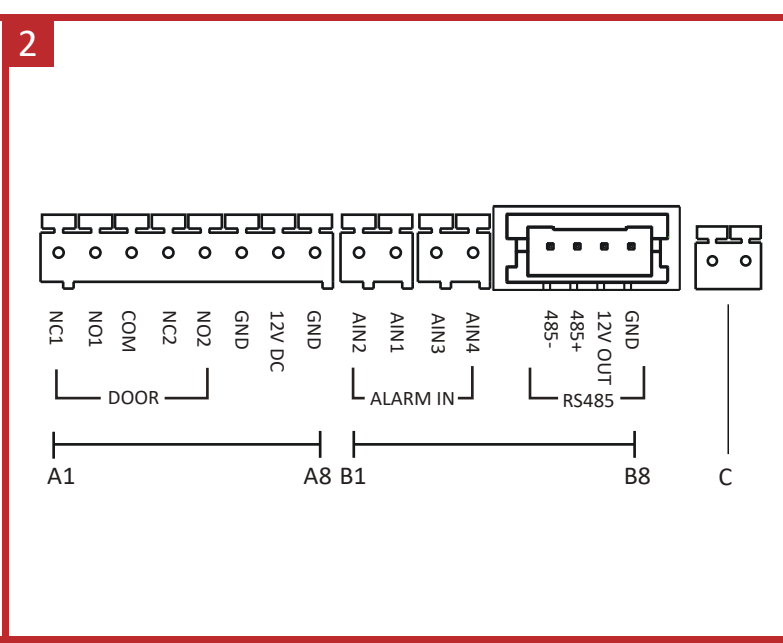 2
NC1 NO1 COM NC2 NO2 GND 12V DC GND AIN2 AIN1 AIN3 AIN4 485- 485+ 12V OUT GND
DOOR ALARM IN RS485
A1 A8 B1 B8 C